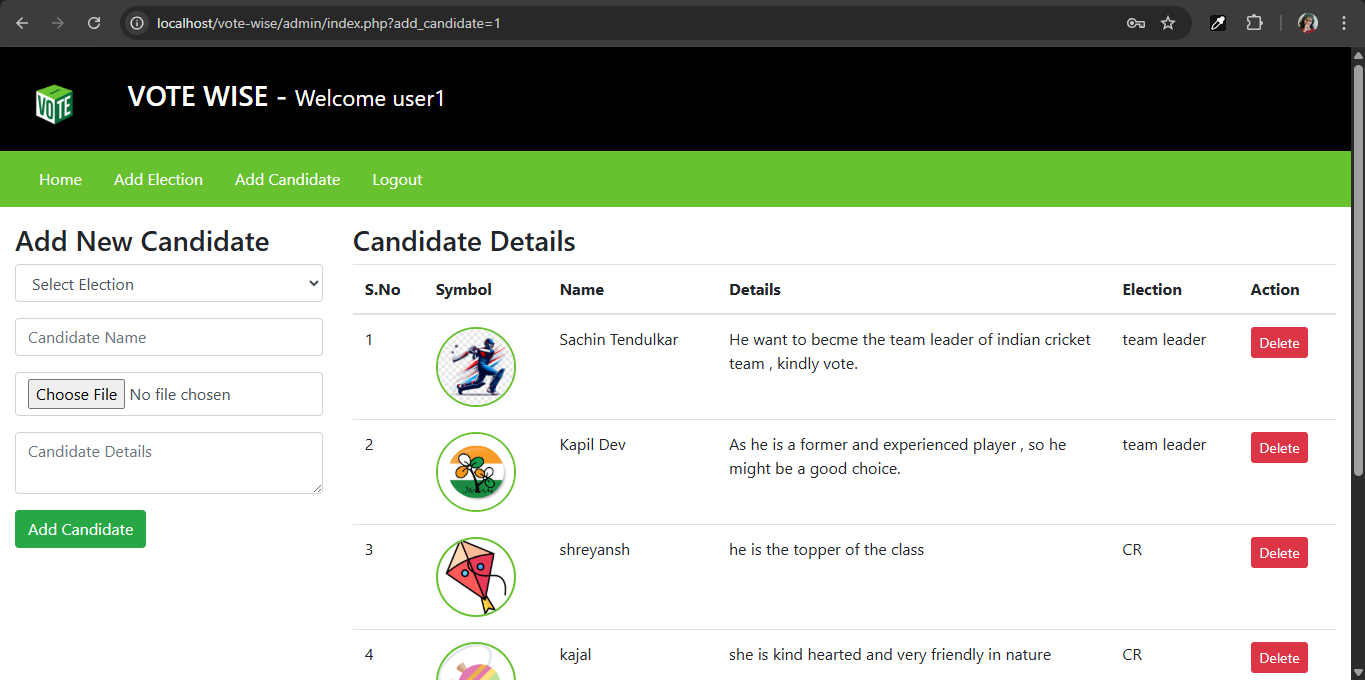 localhost/vote-wise/admin/index.php?add_candidate=1
VOTE
VOTE WISE - Welcome user1
Home Add Election Add Candidate Logout
Add New Candidate
Select Election
Candidate Name
Choose File No file chosen
Candidate Details
Add Candidate
Candidate Details
S.No Symbol Name Details Election Action
1 Sachin Tendulkar He want to becme the team leader of indian cricket team leader Delete
team , kindly vote.
2 Kapil Dev As he is a former and experienced player , so he team leader Delete
might be a good choice.
3 shreyansh he is the topper of the class CR Delete
4 kajal she is kind hearted and very friendly in nature CR Delete